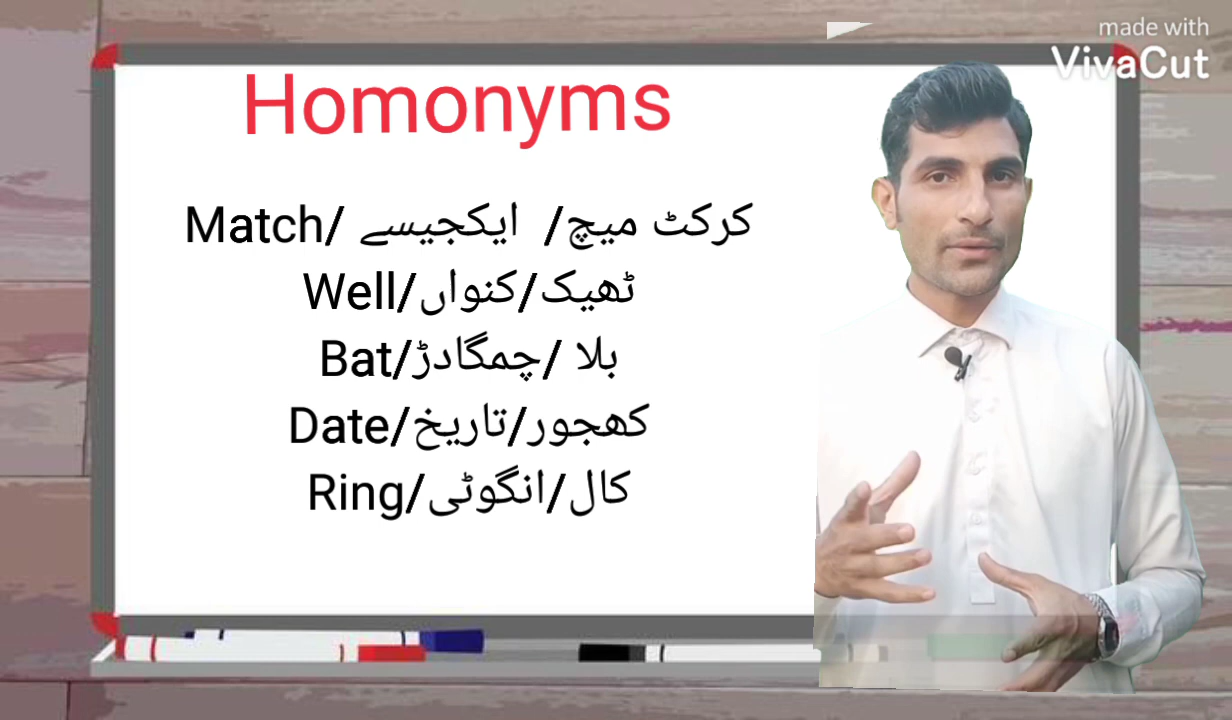 made with
VivaCut
Homonyms
Match/ ایکجیسے /کرکٹ میچ
Well/کنواں/ٹھیک
Bat/چمگادڑ/ بلا
Date/تاریخ/کھجور
Ring/انگوٹی/کال